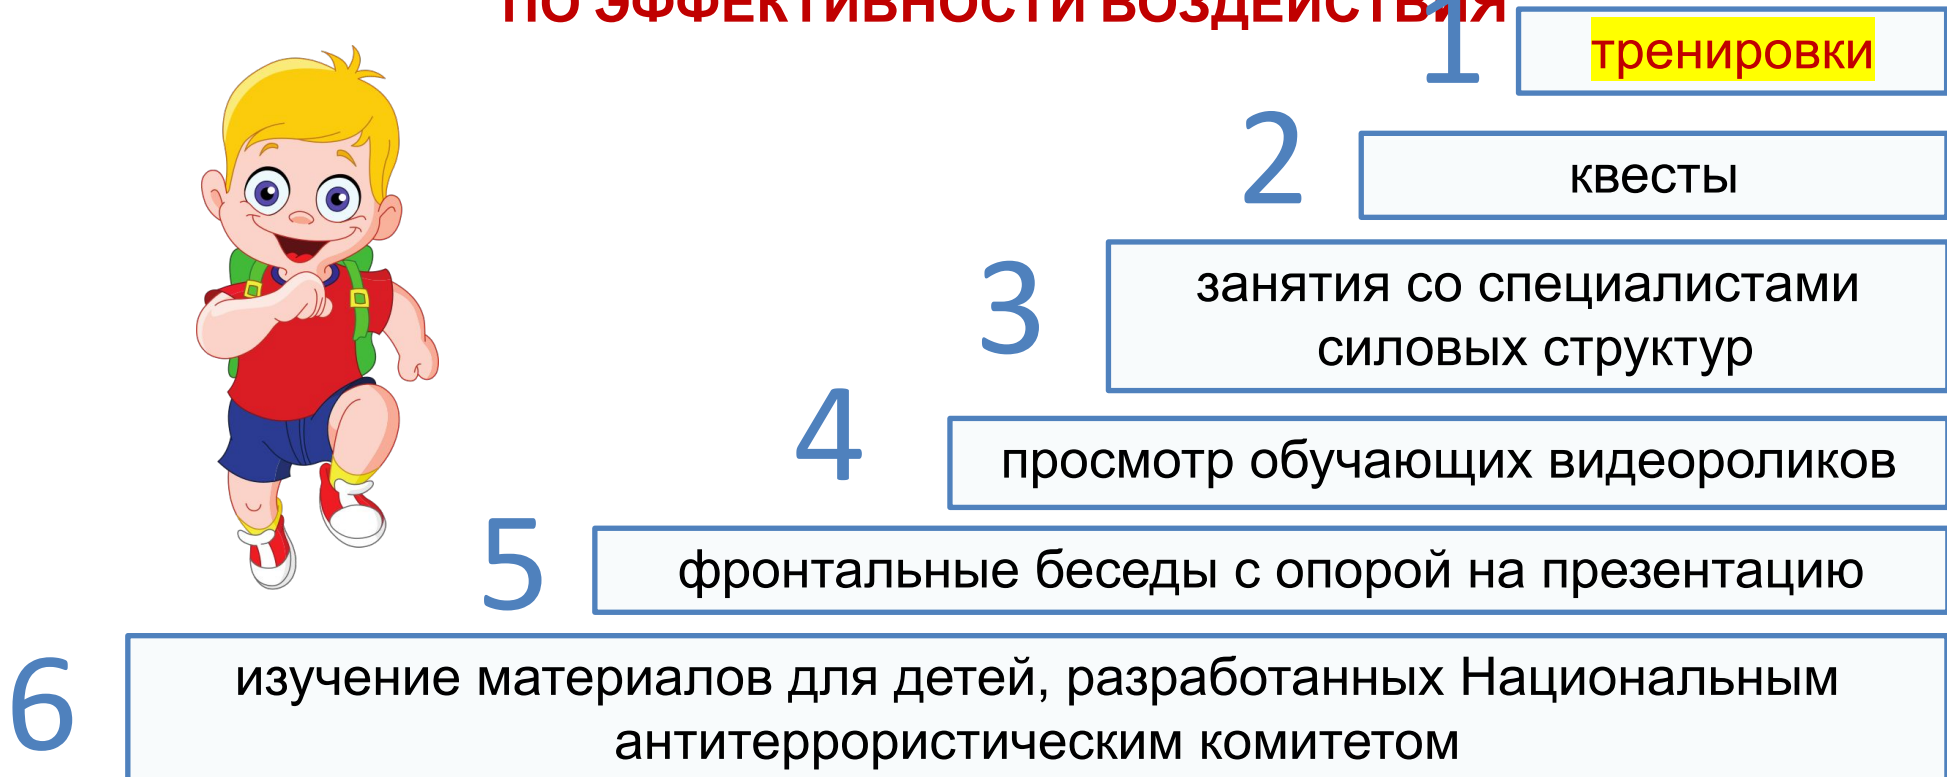 ПО ЭФФЕКТИВНОСТИ ВОЗДЕЙСТВИЯ
1
тренировки
2
квесты
3
занятия со специалистами
силовых структур
4
просмотр обучающих видеороликов
5
фронтальные беседы с опорой на презентацию
6
изучение материалов для детей, разработанных Национальным
антитеррористическим комитетом